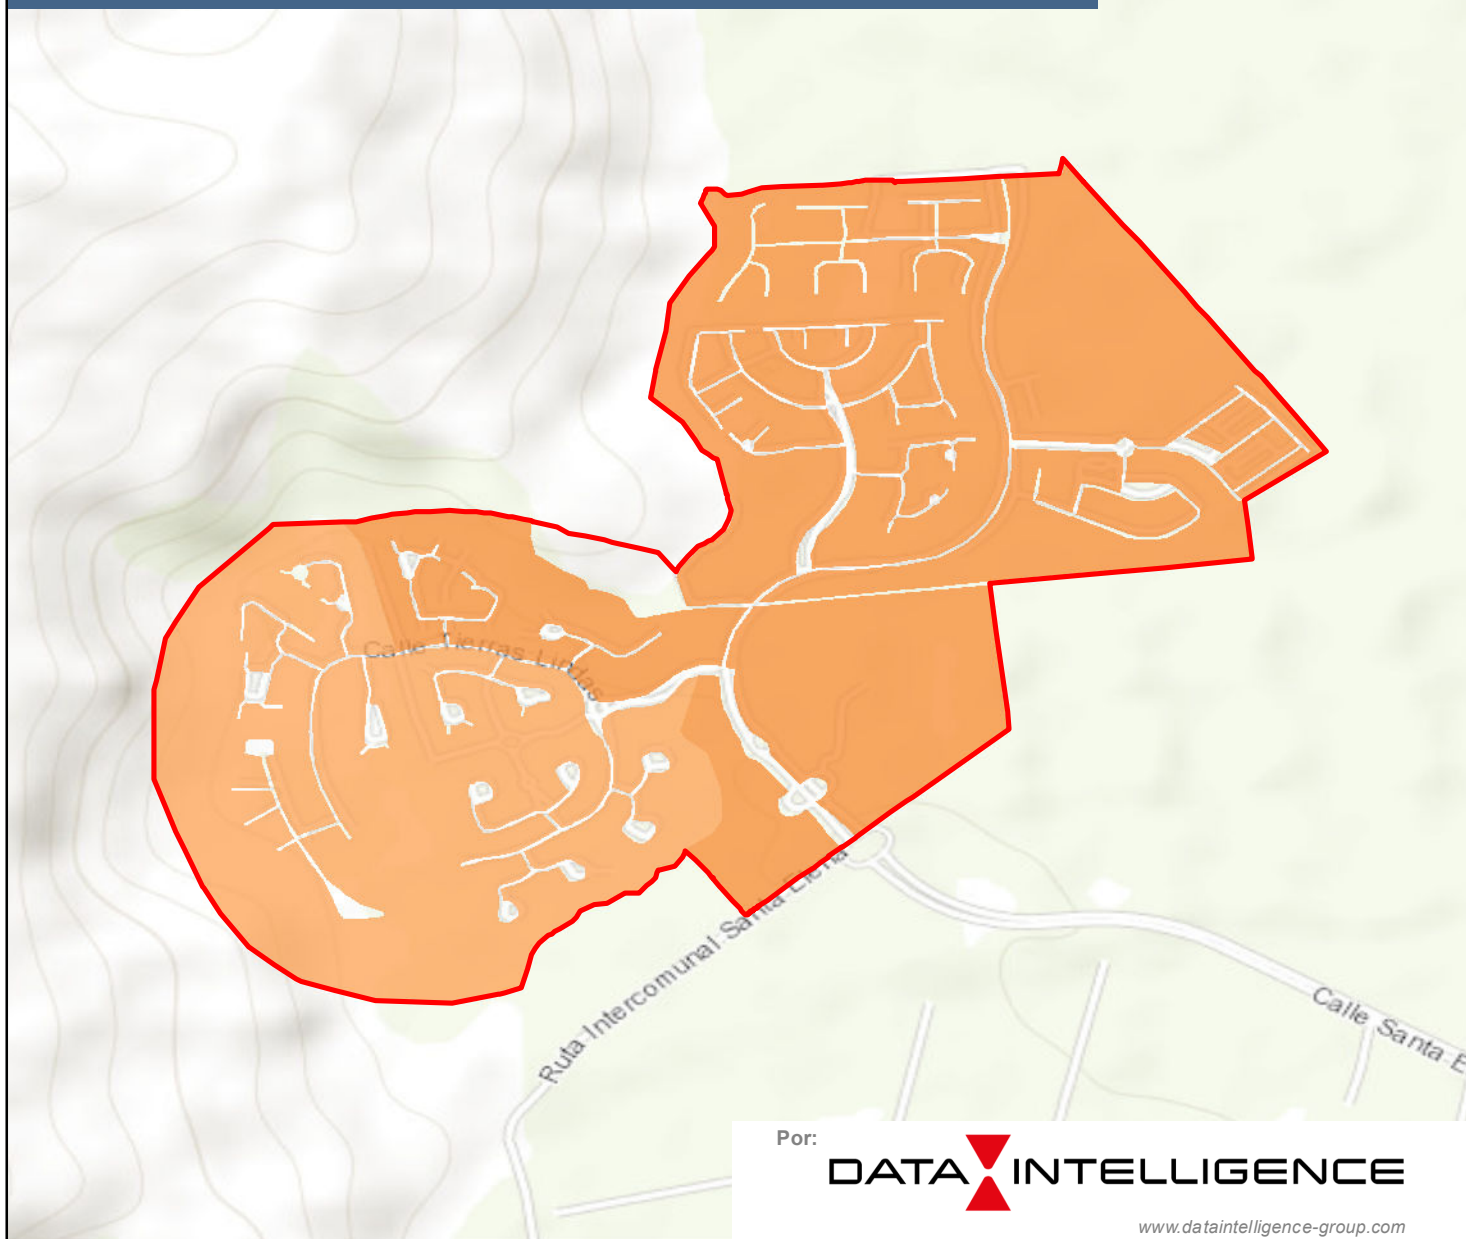 Calle Tierras Lindas
Ruta Intercomunal Santa Elena
Calle Santa E
Por:
DATA INTELLIGENCE
www.dataintelligence-group.com